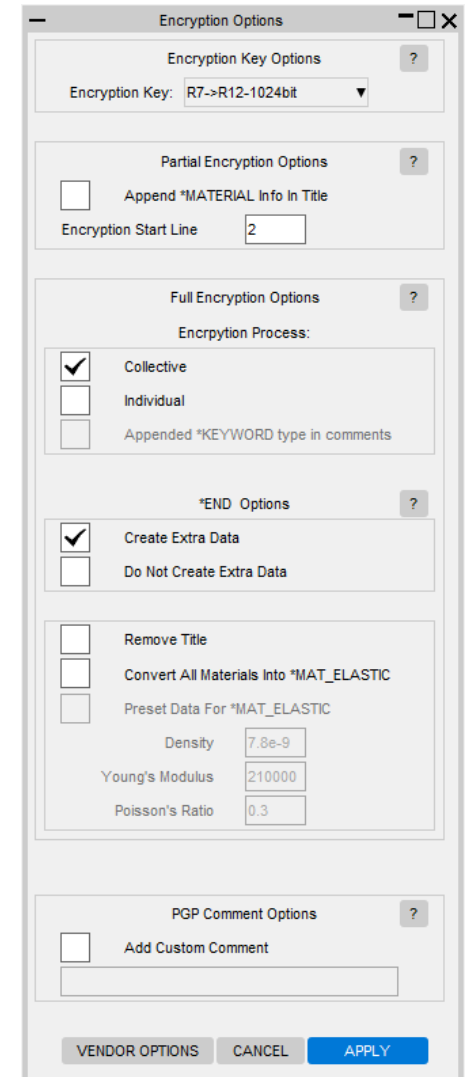 Encryption Options
Encryption Key Options ?
Encryption Key: R7->R12-1024bit
Partial Encryption Options ?
Append *MATERIAL Info In Title
Encryption Start Line 2
Full Encryption Options ?
Encrpytion Process:
Collective
Individual
Appended *KEYWORD type in comments
*END Options ?
Create Extra Data
Do Not Create Extra Data
Remove Title
Convert All Materials Into *MAT_ELASTIC
Preset Data For *MAT_ELASTIC
Density 7.8e-9
Young's Modulus 210000
Poisson's Ratio 0.3
PGP Comment Options ?
Add Custom Comment
VENDOR OPTIONS CANCEL APPLY